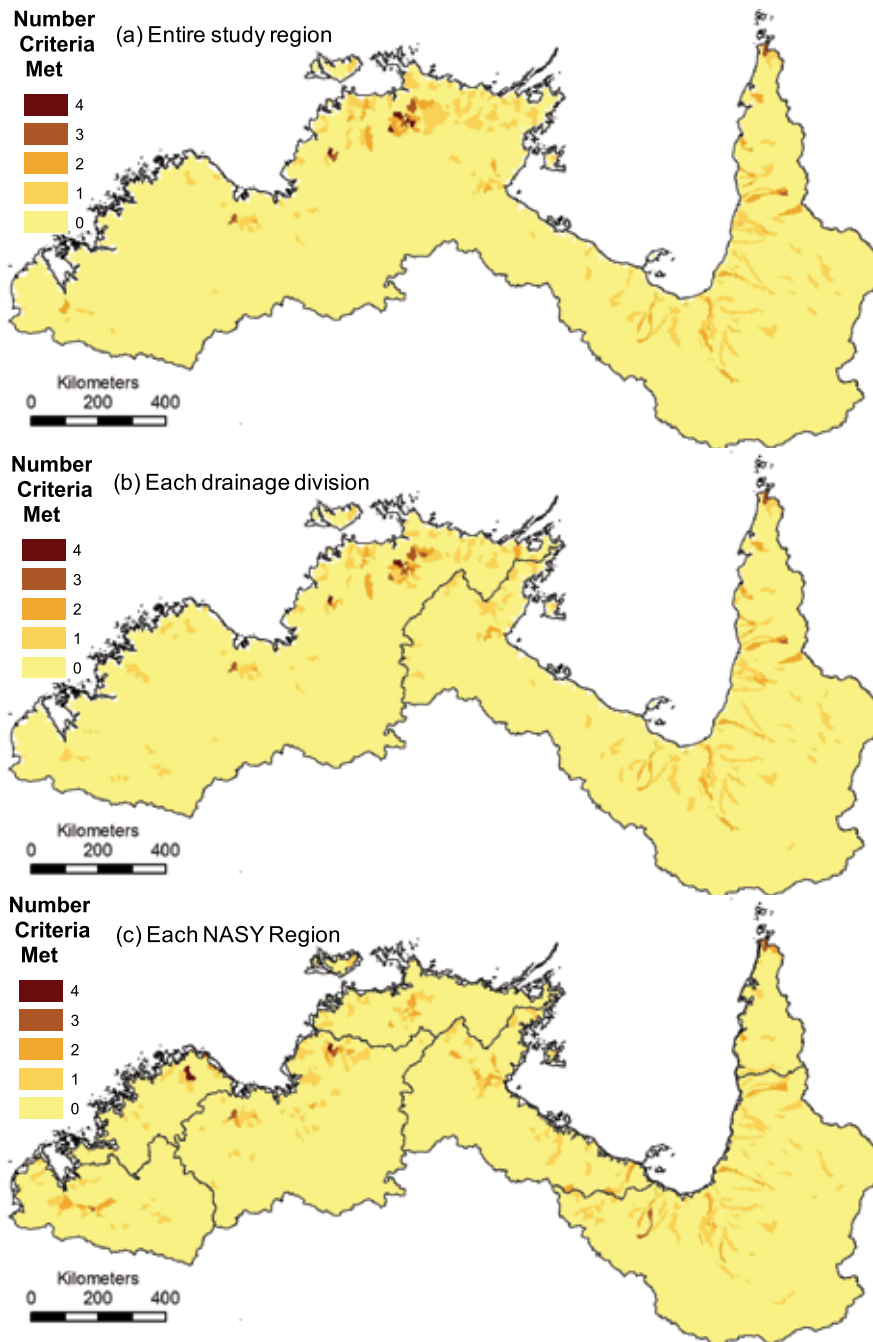 Number
Criteria
Met
(a) Entire study region
4
3
2
1
0
Kilometers
0 200 400
Number
Criteria
Met
(b) Each drainage division
4
3
2
1
0
Kilometers
0 200 400
Number
Criteria
Met
(c) Each NASY Region
4
3
2
1
0
Kilometers
0 200 400